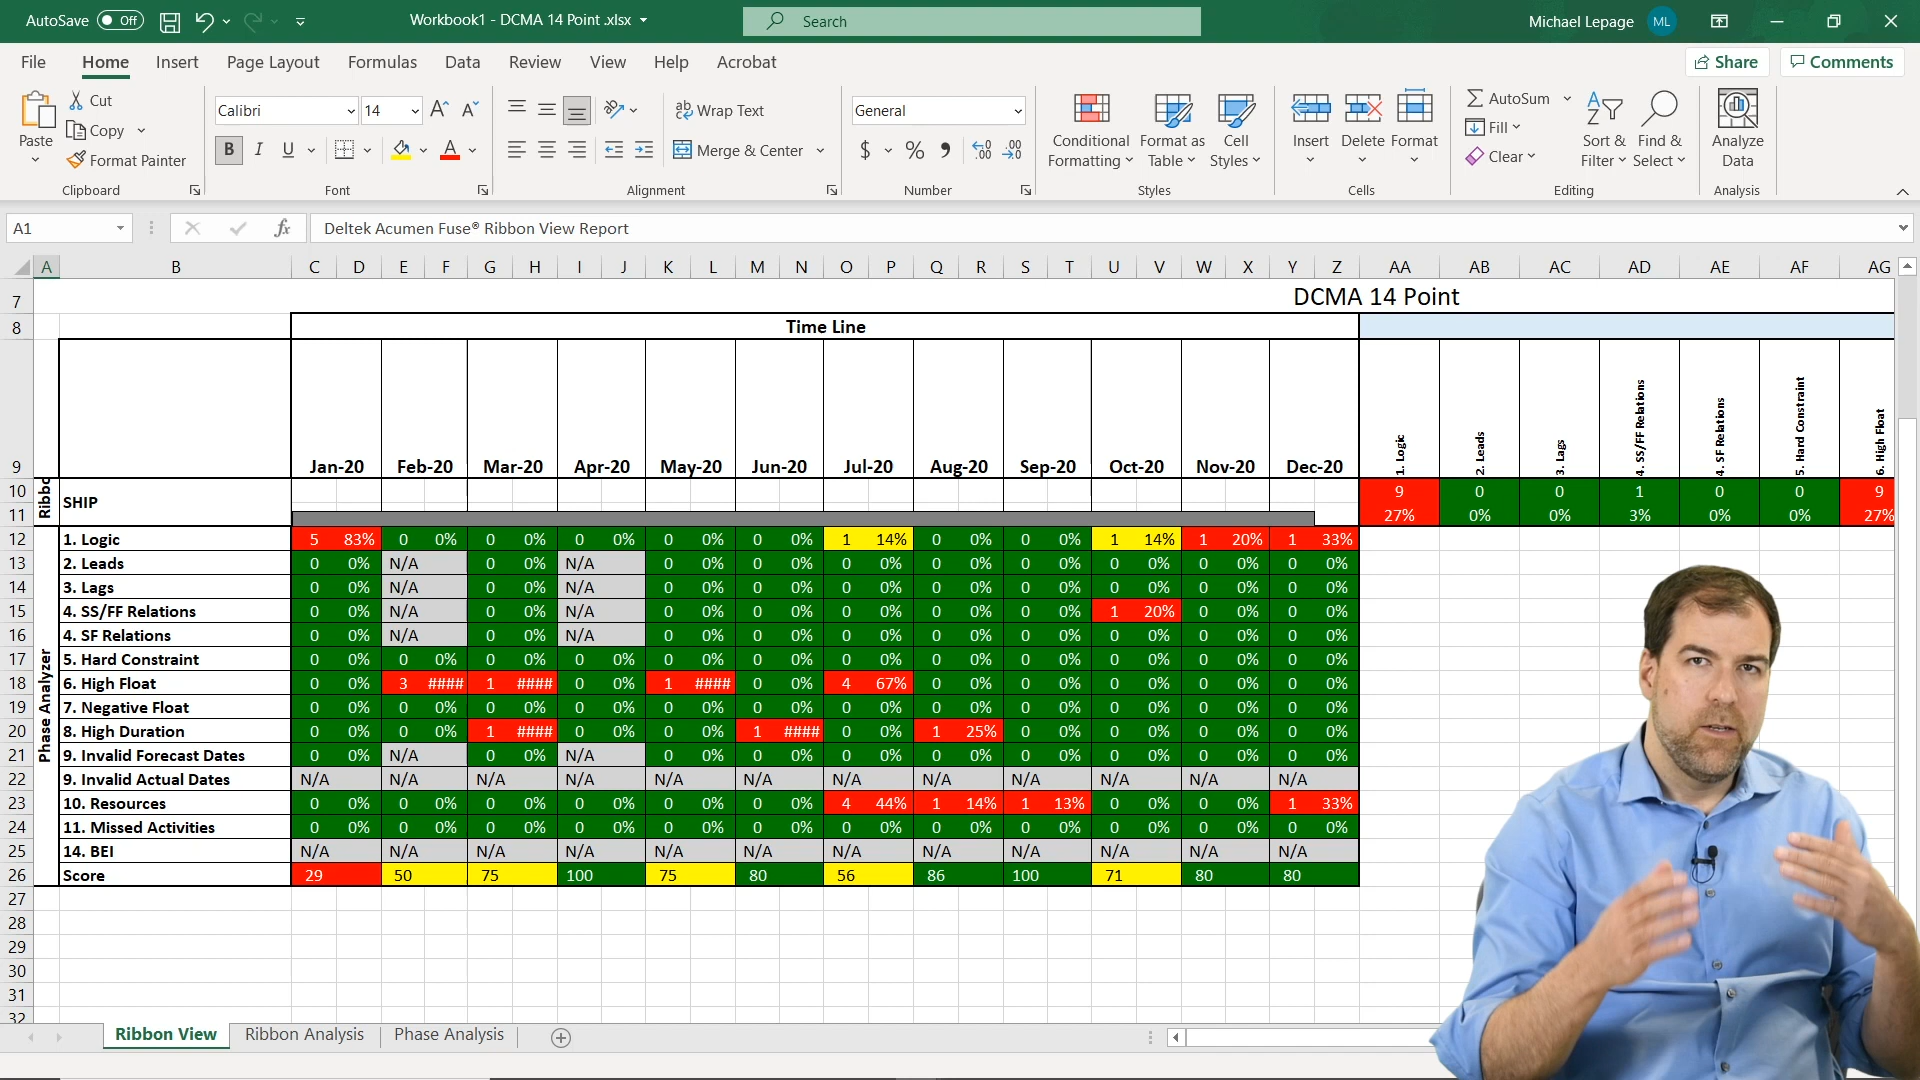 AutoSave Off Workbook1 - DCMA 14 Point .xlsx Search Michael Lepage ML
File Home Insert Page Layout Formulas Data Review View Help Acrobat Share Comments
Paste Cut Copy Format Painter Clipboard
Calibri 14 B I U Font
Wrap Text Merge & Center Alignment
General $ % Number
Conditional Formatting Format as Table Cell Styles Styles
Insert Delete Format Cells
AutoSum Fill Clear Sort & Filter Find & Select Editing
Analyze Data Analysis
A1 fx Deltek Acumen Fuse® Ribbon View Report
A B C D E F G H I J K L M N O P Q R S T U V W X Y Z AA AB AC AD AE AF AG
7 DCMA 14 Point
8 Time Line
9 Jan-20 Feb-20 Mar-20 Apr-20 May-20 Jun-20 Jul-20 Aug-20 Sep-20 Oct-20 Nov-20 Dec-20 1. Logic 2. Leads 3. Lags 4. SS/FF Relations 4. SF Relations 5. Hard Constraint 6. High Float
10 Ribbo SHIP 9 0 0 1 0 0 9
11 27% 0% 0% 3% 0% 0% 27%
Phase Analyzer
12 1. Logic 5 83% 0 0% 0 0% 0 0% 0 0% 0 0% 1 14% 0 0% 0 0% 1 14% 1 20% 1 33%
13 2. Leads 0 0% N/A 0 0% N/A 0 0% 0 0% 0 0% 0 0% 0 0% 0 0% 0 0% 0 0%
14 3. Lags 0 0% N/A 0 0% N/A 0 0% 0 0% 0 0% 0 0% 0 0% 0 0% 0 0% 0 0%
15 4. SS/FF Relations 0 0% N/A 0 0% N/A 0 0% 0 0% 0 0% 0 0% 0 0% 1 20% 0 0% 0 0%
16 4. SF Relations 0 0% N/A 0 0% N/A 0 0% 0 0% 0 0% 0 0% 0 0% 0 0% 0 0% 0 0%
17 5. Hard Constraint 0 0% 0 0% 0 0% 0 0% 0 0% 0 0% 0 0% 0 0% 0 0% 0 0% 0 0% 0 0%
18 6. High Float 0 0% 3 #### 1 #### 0 0% 1 #### 0 0% 4 67% 0 0% 0 0% 0 0% 0 0% 0 0%
19 7. Negative Float 0 0% 0 0% 0 0% 0 0% 0 0% 0 0% 0 0% 0 0% 0 0% 0 0% 0 0% 0 0%
20 8. High Duration 0 0% 0 0% 1 #### 0 0% 0 0% 1 #### 0 0% 1 25% 0 0% 0 0% 0 0% 0 0%
21 9. Invalid Forecast Dates 0 0% N/A 0 0% N/A 0 0% 0 0% 0 0% 0 0% 0 0% 0 0% 0 0% 0 0%
22 9. Invalid Actual Dates N/A N/A N/A N/A N/A N/A N/A N/A N/A N/A N/A N/A
23 10. Resources 0 0% 0 0% 0 0% 0 0% 0 0% 0 0% 4 44% 1 14% 1 13% 0 0% 0 0% 1 33%
24 11. Missed Activities 0 0% 0 0% 0 0% 0 0% 0 0% 0 0% 0 0% 0 0% 0 0% 0 0% 0 0% 0 0%
25 14. BEI N/A N/A N/A N/A N/A N/A N/A N/A N/A N/A N/A N/A
26 Score 29 50 75 100 75 80 56 86 100 71 80 80
27
28
29
30
31
32
Ribbon View Ribbon Analysis Phase Analysis